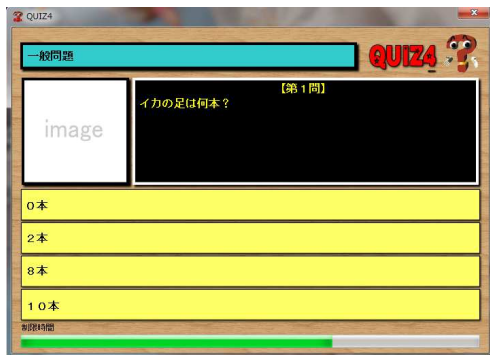 QUIZ4
一般問題
QUIZ4
image
【第1問】
イカの足は何本？
0本
2本
8本
10本
制限時間